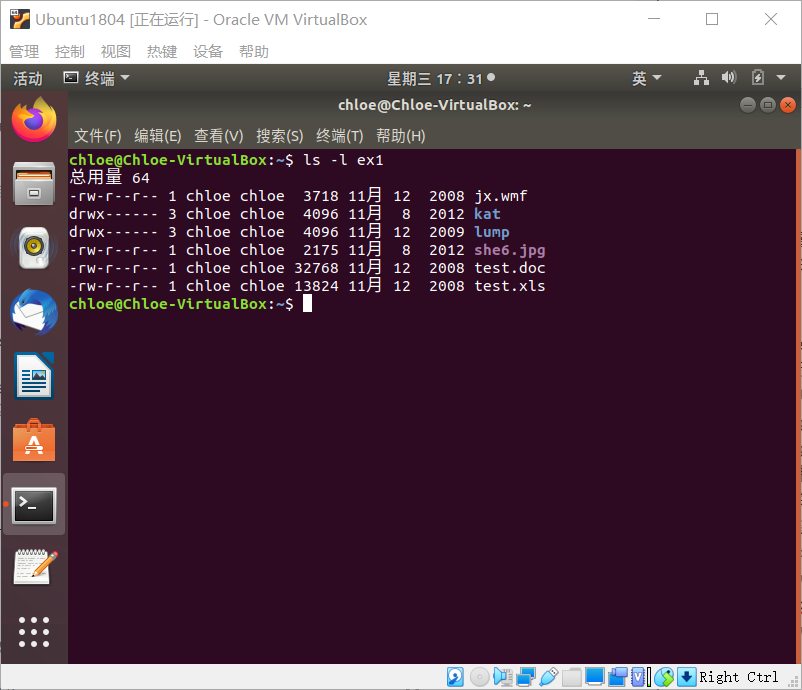 Ubuntu1804 [正在运行] - Oracle VM VirtualBox
管理 控制 视图 热键 设备 帮助
活动 终端 星期三 17：31 英
chloe@Chloe-VirtualBox: ~
文件(F) 编辑(E) 查看(V) 搜索(S) 终端(T) 帮助(H)
chloe@Chloe-VirtualBox:~$ ls -l ex1
总用量 64
-rw-r--r-- 1 chloe chloe  3718 11月 12  2008 jx.wmf
drwx------ 3 chloe chloe  4096 11月  8  2012 kat
drwx------ 3 chloe chloe  4096 11月 12  2009 lump
-rw-r--r-- 1 chloe chloe  2175 11月  8  2012 she6.jpg
-rw-r--r-- 1 chloe chloe 32768 11月 12  2008 test.doc
-rw-r--r-- 1 chloe chloe 13824 11月 12  2008 test.xls
chloe@Chloe-VirtualBox:~$
Right Ctrl